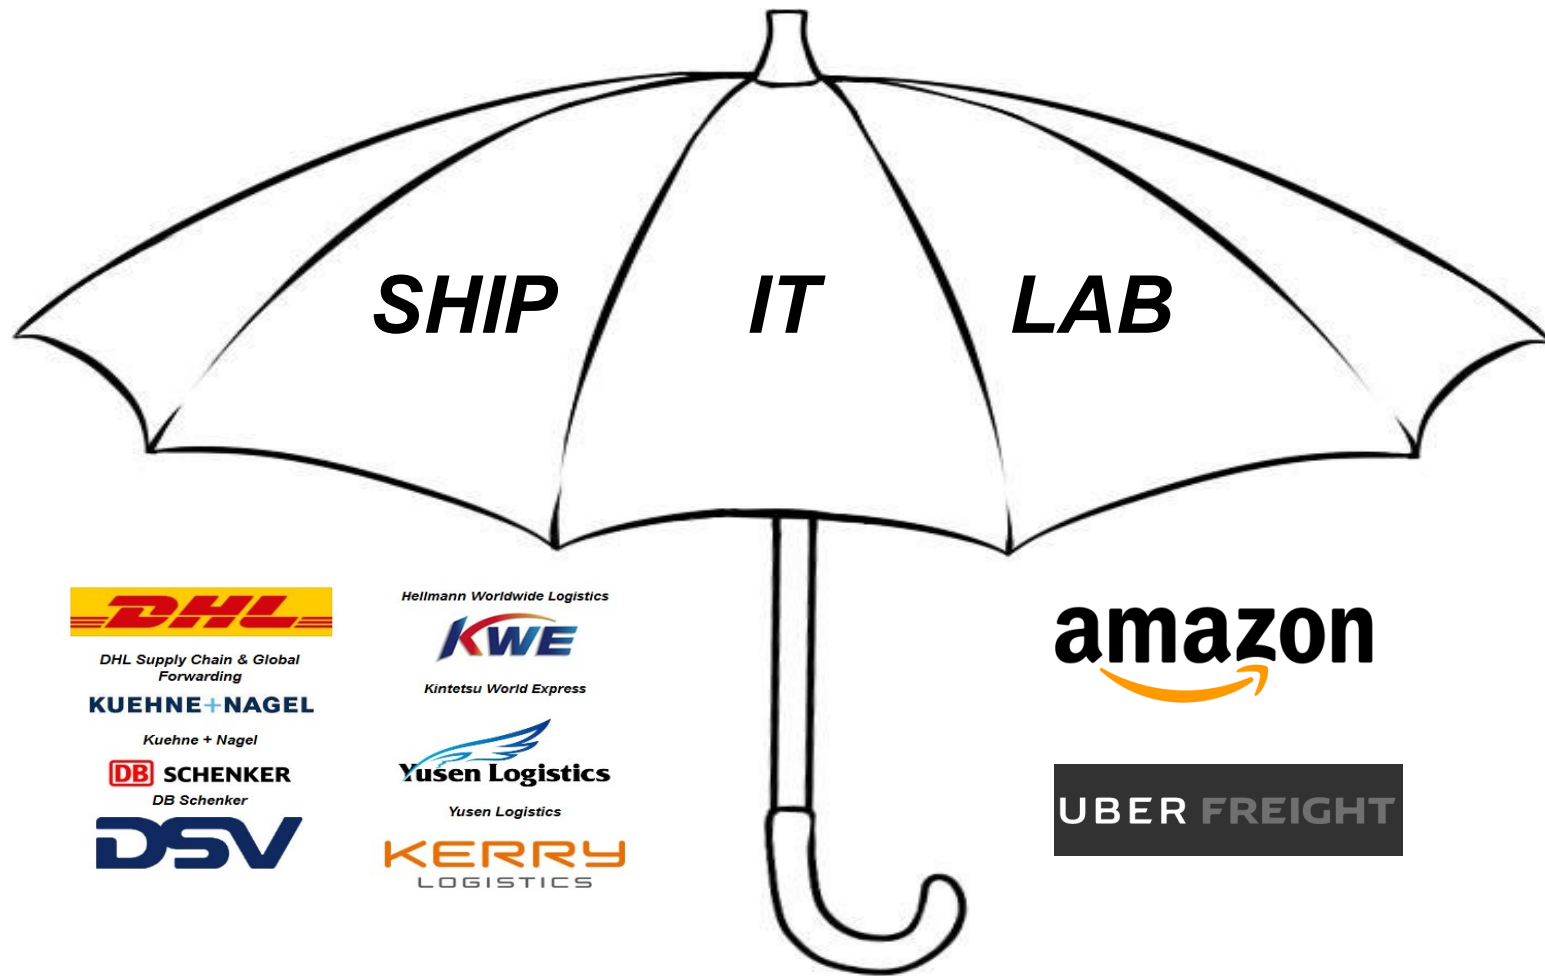 SHIP IT LAB
DHL
DHL Supply Chain & Global
Forwarding
KUEHNE+NAGEL
Kuehne + Nagel
DB SCHENKER
DB Schenker
DSV
Hellmann Worldwide Logistics
KWE
Kintetsu World Express
Yusen Logistics
Yusen Logistics
KERRY
LOGISTICS
amazon
UBER FREIGHT